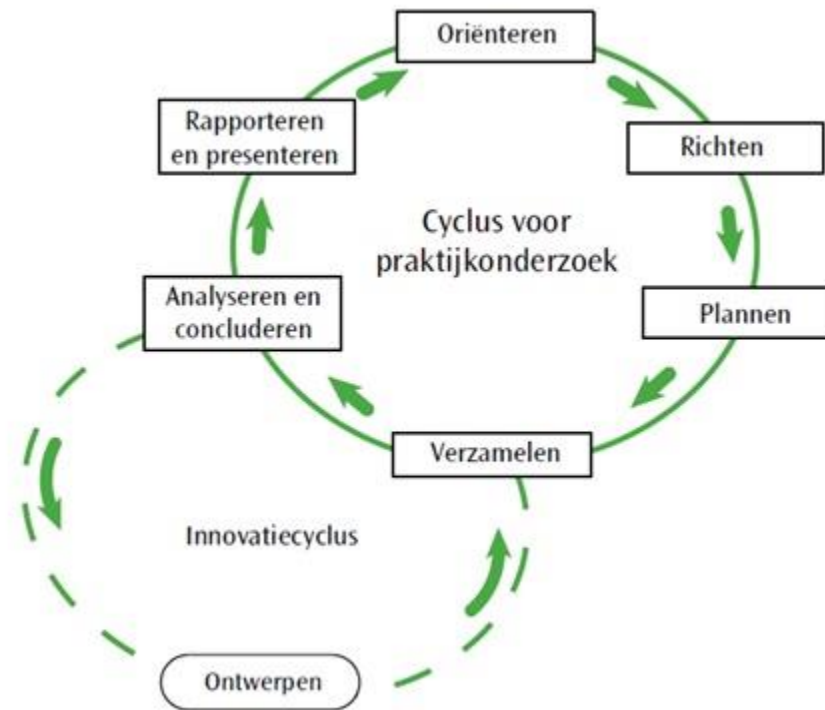 Oriënteren
Richten
Plannen
Verzamelen
Analyseren en
concluderen
Rapporteren
en presenteren
Cyclus voor
praktijkonderzoek
Innovatiecyclus
Ontwerpen